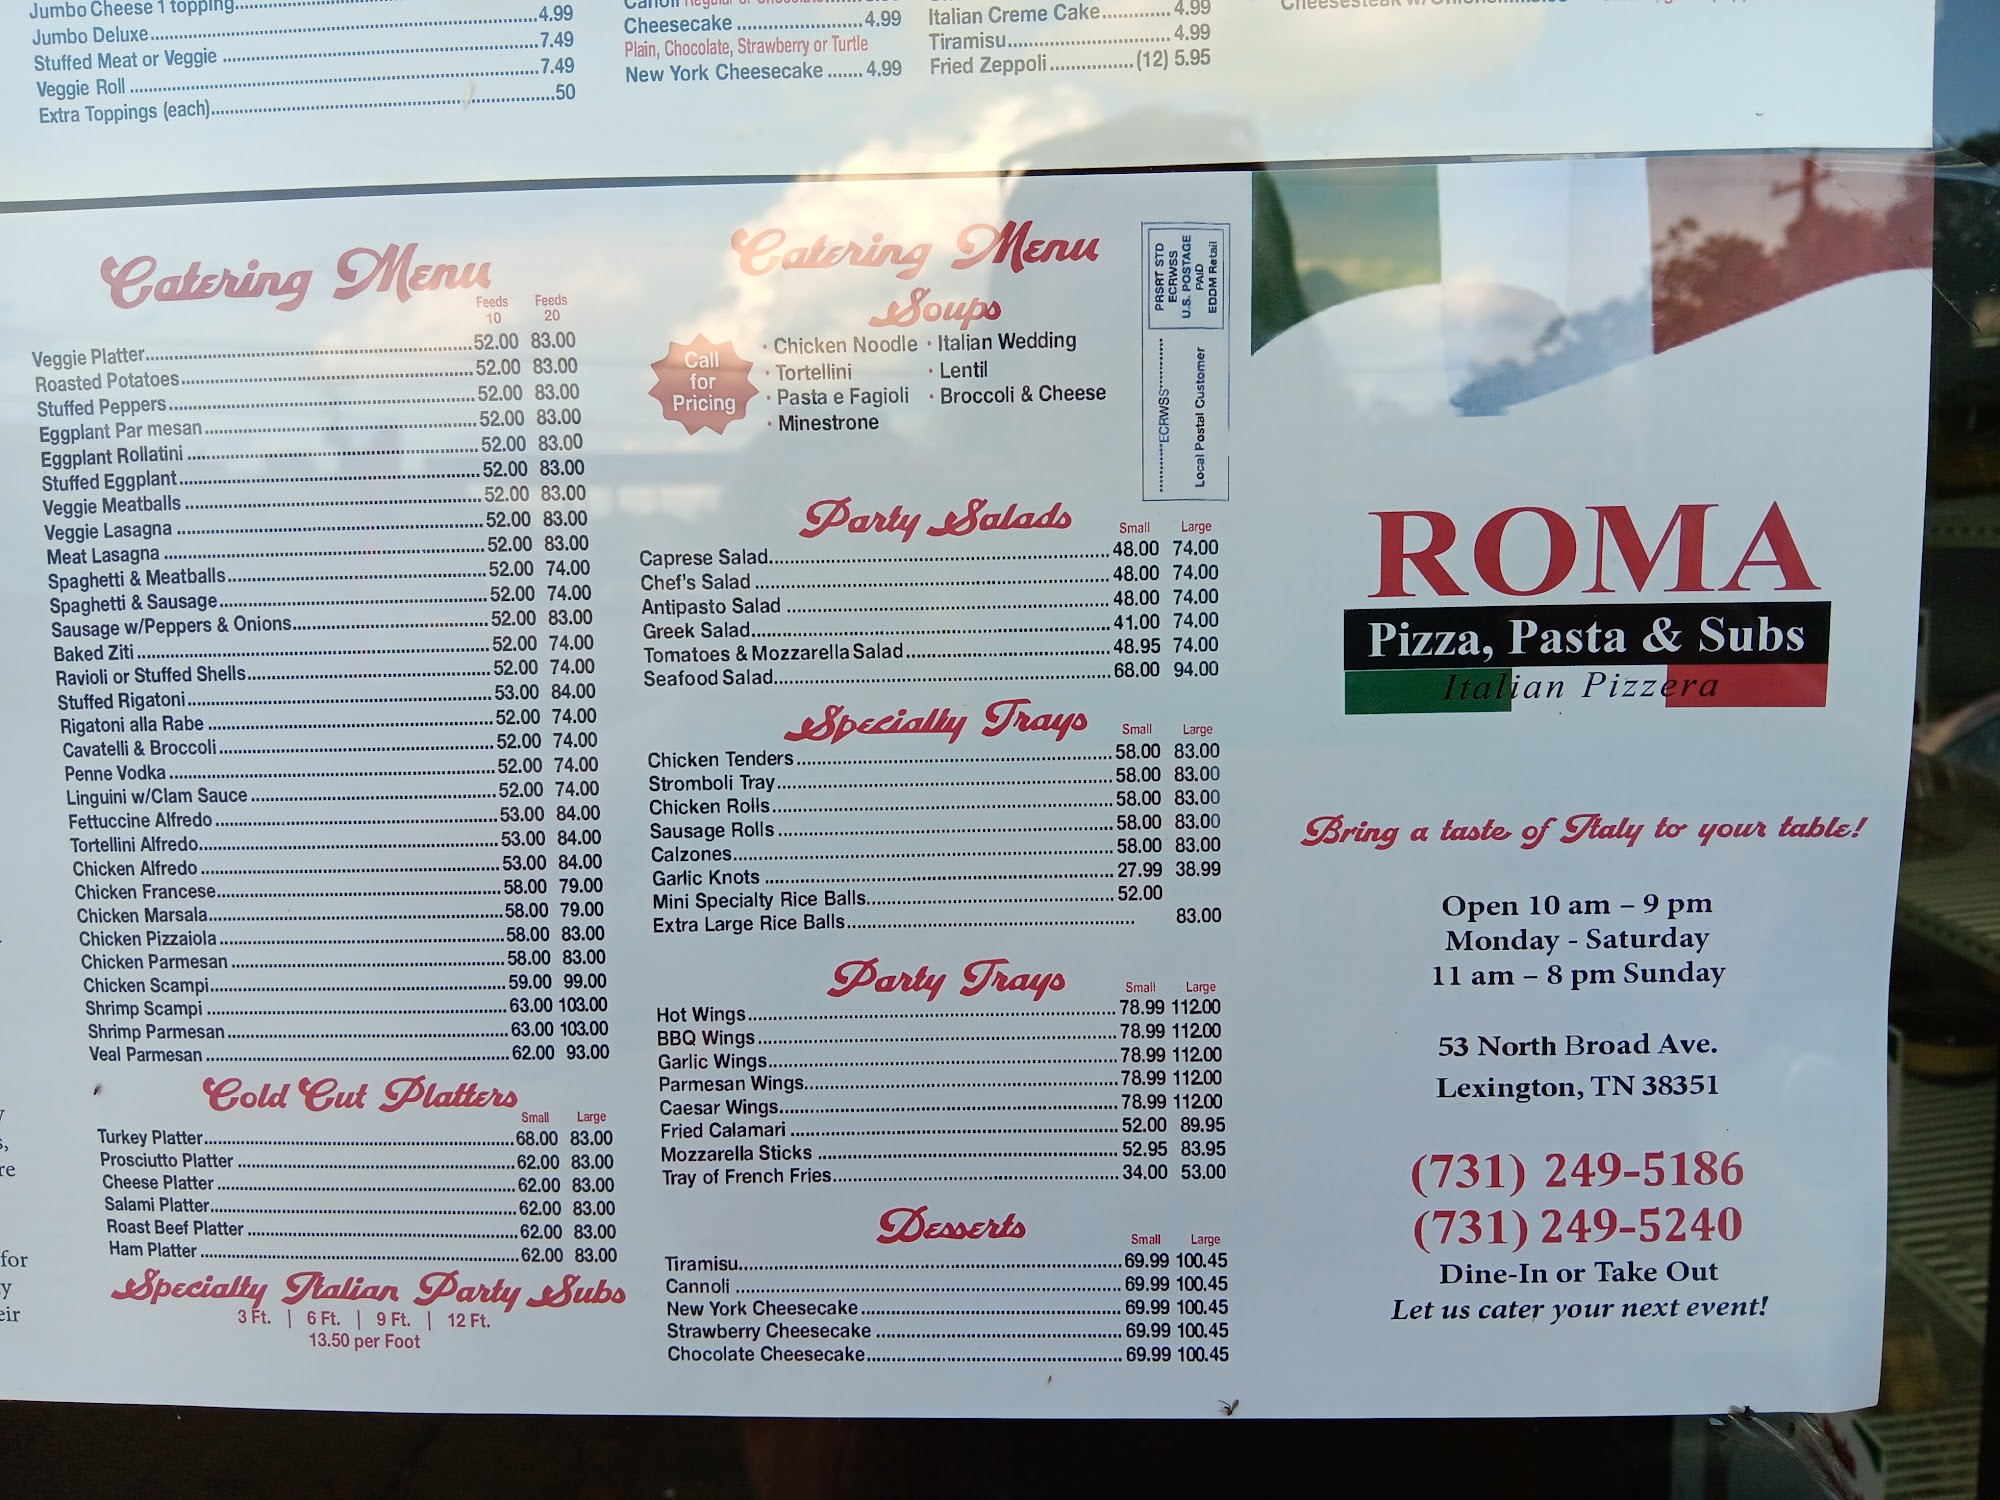 Jumbo Cheese 1 topping
Jumbo Deluxe 4.99
Stuffed Meat or Veggie 7.49
Veggie Roll 7.49
Extra Toppings (each) .50
Cheesecake 4.99
Plain, Chocolate, Strawberry or Turtle
New York Cheesecake 4.99
Italian Creme Cake 4.99
Tiramisu 4.99
Fried Zeppoli (12) 5.95
Catering Menu
Feeds 10 Feeds 20
Veggie Platter 52.00 83.00
Roasted Potatoes 52.00 83.00
Stuffed Peppers 52.00 83.00
Eggplant Par mesan 52.00 83.00
Eggplant Rollatini 52.00 83.00
Stuffed Eggplant 52.00 83.00
Veggie Meatballs 52.00 83.00
Veggie Lasagna 52.00 83.00
Meat Lasagna 52.00 83.00
Spaghetti & Meatballs 52.00 74.00
Spaghetti & Sausage 52.00 74.00
Sausage w/Peppers & Onions 52.00 83.00
Baked Ziti 52.00 74.00
Ravioli or Stuffed Shells 52.00 74.00
Stuffed Rigatoni 53.00 84.00
Rigatoni alla Rabe 52.00 74.00
Cavatelli & Broccoli 52.00 74.00
Penne Vodka 52.00 74.00
Linguini w/Clam Sauce 52.00 74.00
Fettuccine Alfredo 53.00 84.00
Tortellini Alfredo 53.00 84.00
Chicken Alfredo 53.00 84.00
Chicken Francese 58.00 79.00
Chicken Marsala 58.00 79.00
Chicken Pizzaiola 58.00 83.00
Chicken Parmesan 58.00 83.00
Chicken Scampi 59.00 99.00
Shrimp Scampi 63.00 103.00
Shrimp Parmesan 63.00 103.00
Veal Parmesan 62.00 93.00
Cold Cut Platters
Small Large
Turkey Platter 68.00 83.00
Prosciutto Platter 62.00 83.00
Cheese Platter 62.00 83.00
Salami Platter 62.00 83.00
Roast Beef Platter 62.00 83.00
Ham Platter 62.00 83.00
Specialty Italian Party Subs
3 Ft. | 6 Ft. | 9 Ft. | 12 Ft.
13.50 per Foot
Catering Menu
Soups
Call for Pricing
• Chicken Noodle • Italian Wedding
• Tortellini • Lentil
• Pasta e Fagioli • Broccoli & Cheese
• Minestrone
Party Salads
Small Large
Caprese Salad 48.00 74.00
Chef's Salad 48.00 74.00
Antipasto Salad 48.00 74.00
Greek Salad 41.00 74.00
Tomatoes & Mozzarella Salad 48.95 74.00
Seafood Salad 68.00 94.00
Specialty Trays
Small Large
Chicken Tenders 58.00 83.00
Stromboli Tray 58.00 83.00
Chicken Rolls 58.00 83.00
Sausage Rolls 58.00 83.00
Calzones 58.00 83.00
Garlic Knots 27.99 38.99
Mini Specialty Rice Balls 52.00
Extra Large Rice Balls 83.00
Party Trays
Small Large
Hot Wings 78.99 112.00
BBQ Wings 78.99 112.00
Garlic Wings 78.99 112.00
Parmesan Wings 78.99 112.00
Caesar Wings 78.99 112.00
Fried Calamari 52.00 89.95
Mozzarella Sticks 52.95 83.95
Tray of French Fries 34.00 53.00
Desserts
Small Large
Tiramisu 69.99 100.45
Cannoli 69.99 100.45
New York Cheesecake 69.99 100.45
Strawberry Cheesecake 69.99 100.45
Chocolate Cheesecake 69.99 100.45
PRSRT STD
ECRWSS
U.S. POSTAGE
PAID
EDDM Retail
ECRWSS
Local Postal Customer
ROMA
Pizza, Pasta & Subs
Italian Pizzera
Bring a taste of Italy to your table!
Open 10 am – 9 pm
Monday - Saturday
11 am – 8 pm Sunday
53 North Broad Ave.
Lexington, TN 38351
(731) 249-5186
(731) 249-5240
Dine-In or Take Out
Let us cater your next event!
for